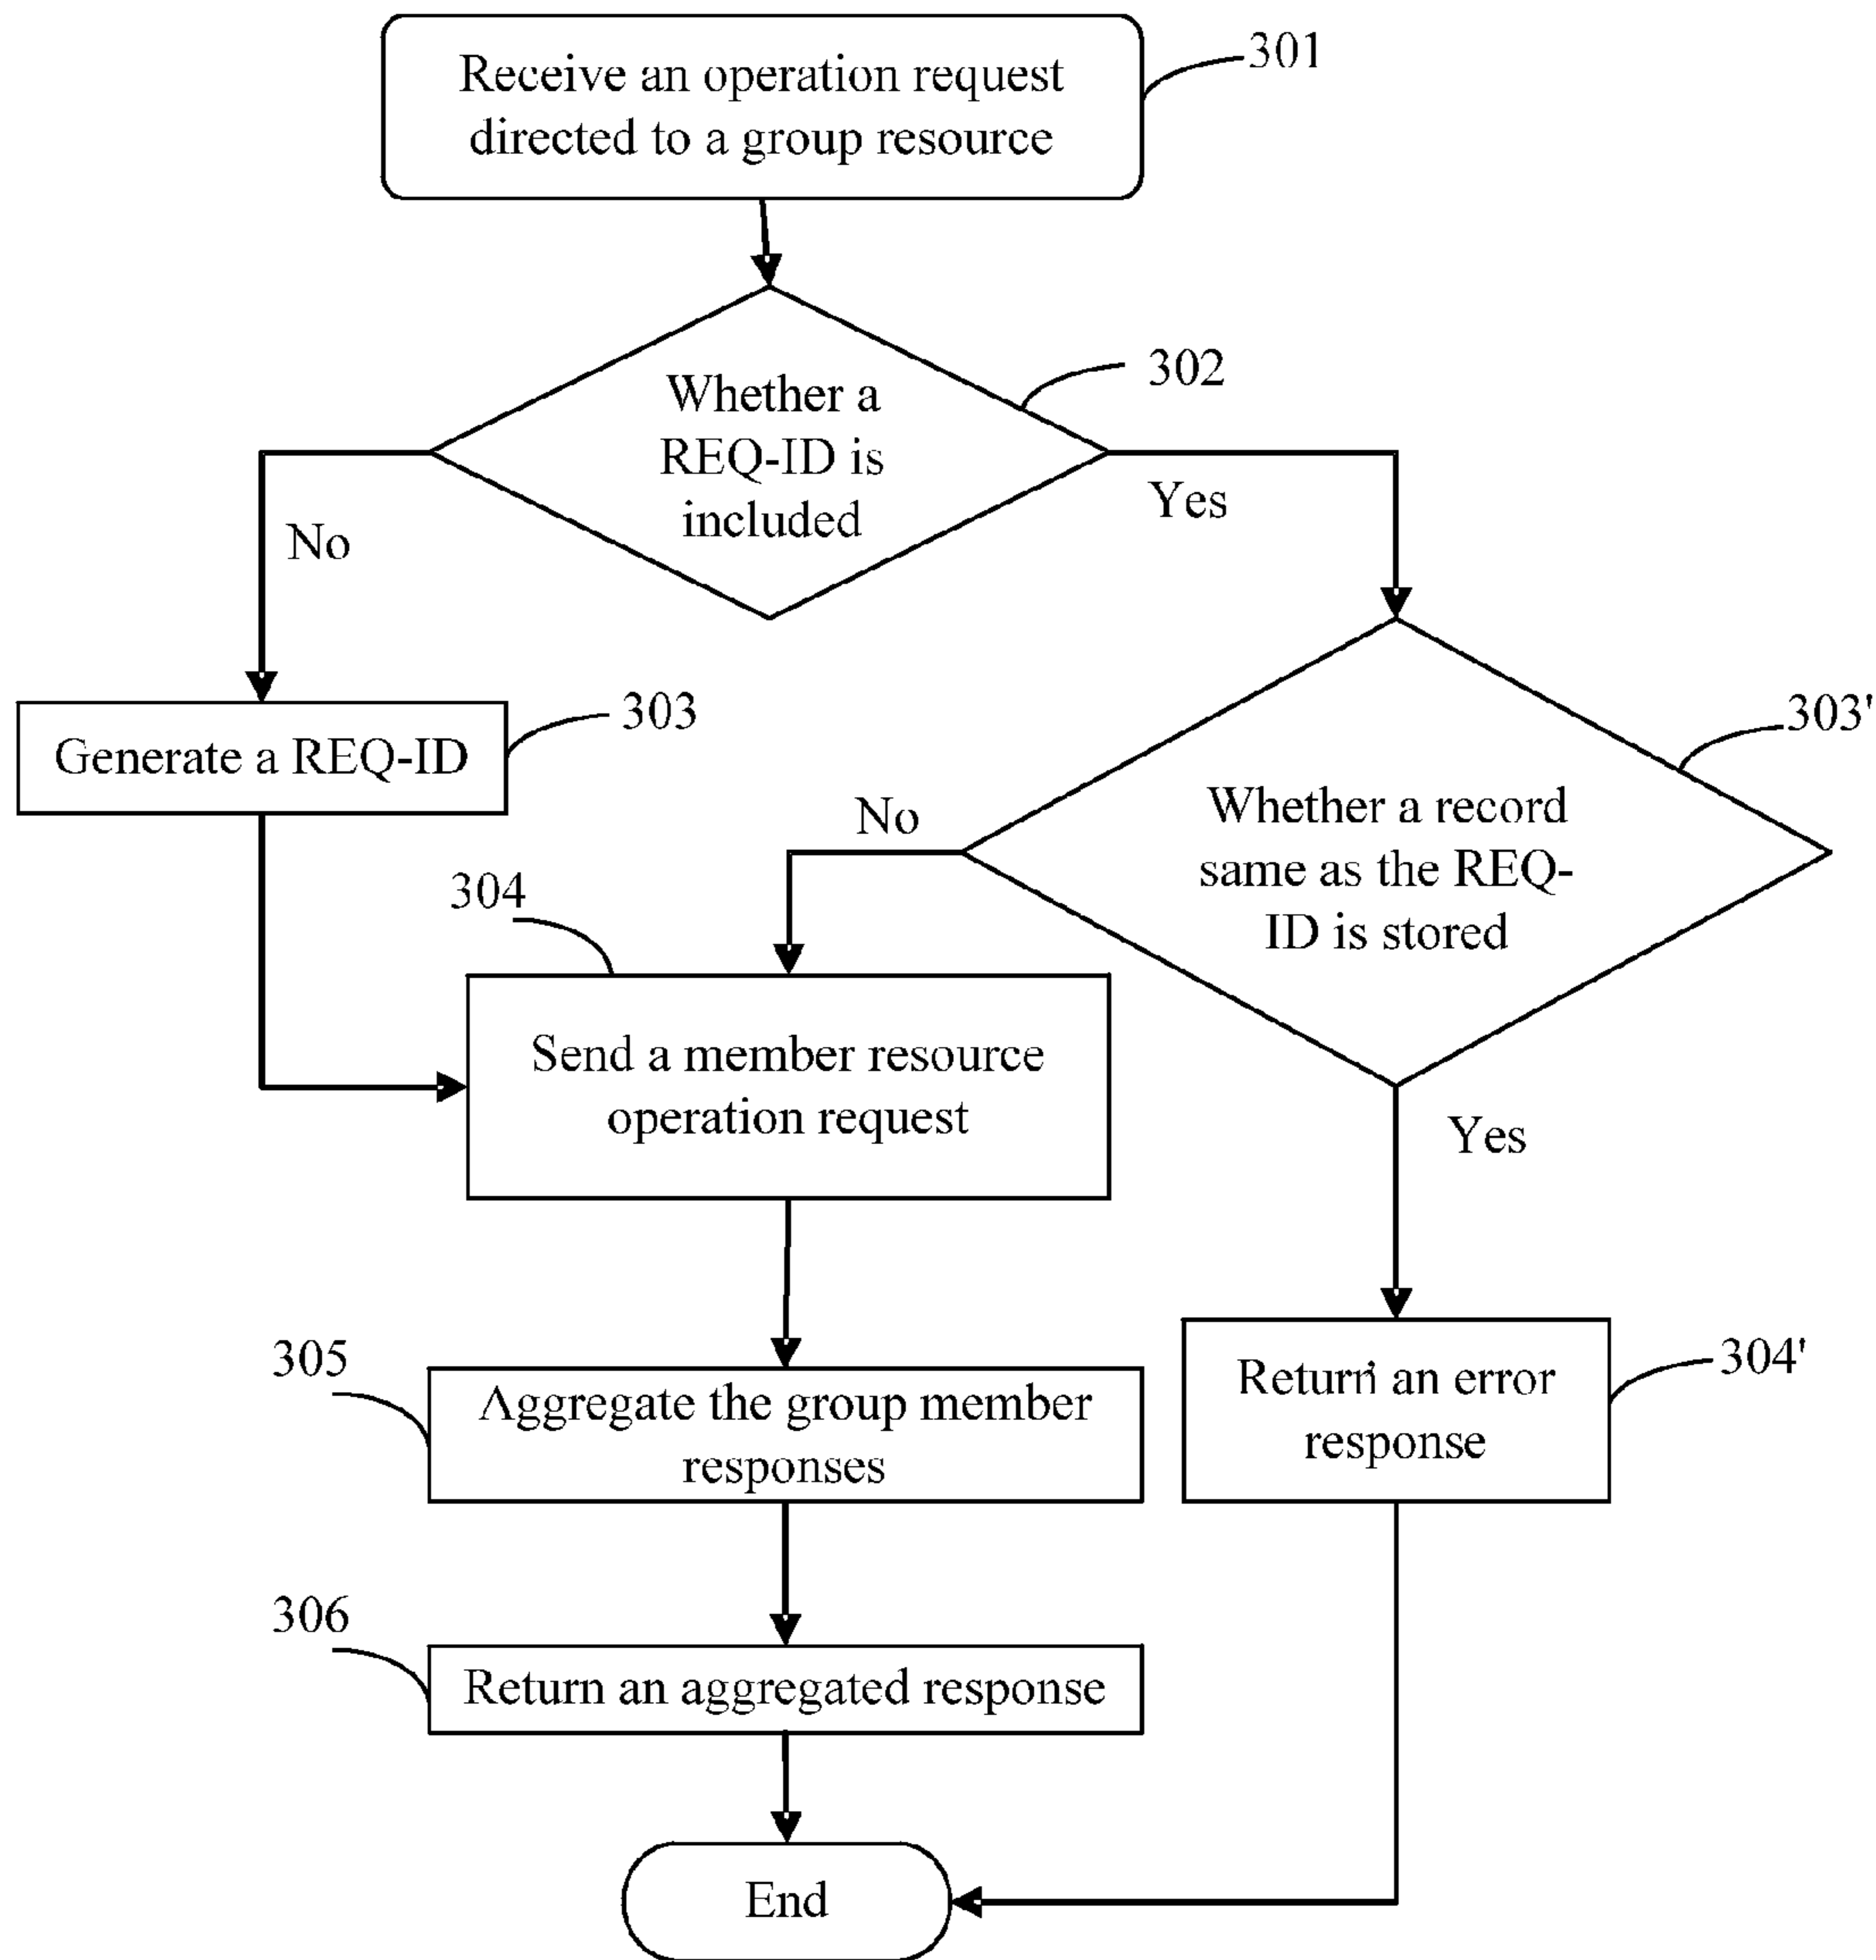 Receive an operation request
directed to a group resource
301
Whether a
REQ-ID is
included
302
No
Yes
Generate a REQ-ID
303
303'
Whether a record
same as the REQ-
ID is stored
No
304
Send a member resource
operation request
Yes
305
Aggregate the group member
responses
Return an error
response
304'
306
Return an aggregated response
End